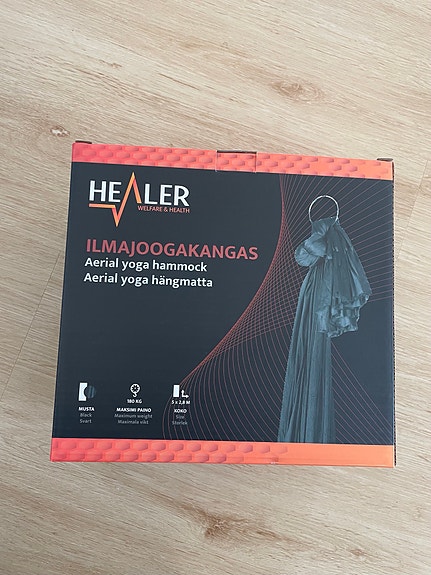 HEALER
WELFARE & HEALTH
ILMAJOOGAKANGAS
Aerial yoga hammock
Aerial yoga hängmatta
MUSTA
Black
Svart
180 KG
MAKSIMI PAINO
Maximum weight
Maximala vikt
5 x 2,8 M
KOKO
Size
Storlek